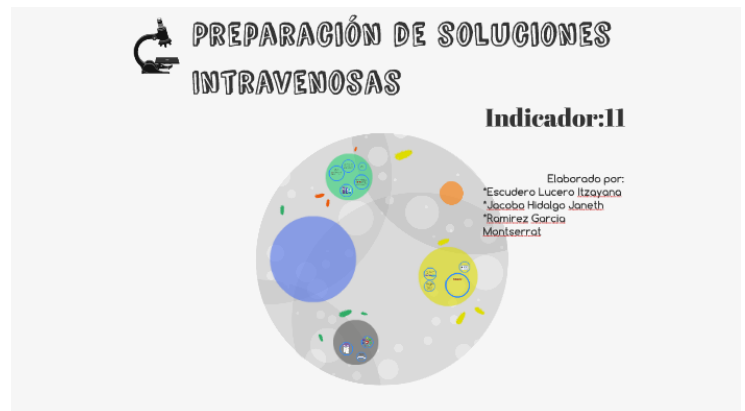 PREPARACIÓN DE SOLUCIONES
INTRAVENOSAS
Indicador:11
Elaborado por:
*Escudero Lucero Itzayana
*Jacobo Hidalgo Janeth
*Ramirez Garcia
Montserrat